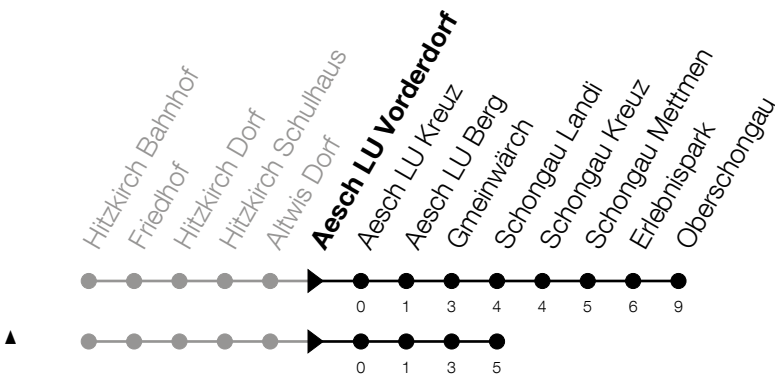 Hitzkirch Bahnhof
Friedhof
Hitzkirch Dorf
Hitzkirch Schulhaus
Altwis Dorf
Aesch LU Vorderdorf
Aesch LU Kreuz
Aesch LU Berg
Gmeinwärch
Schongau Landi
Schongau Kreuz
Schongau Mettmen
Erlebnispark
Oberschongau
0 1 3 4 4 5 6 9
0 1 3 5